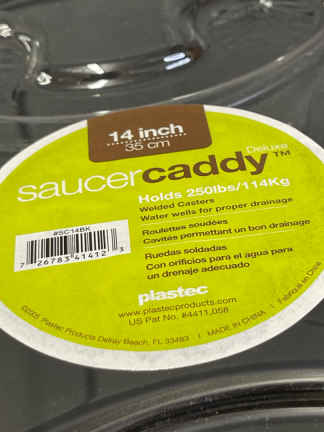 14 inch
35 cm
Deluxe
saucercaddy™
Holds 250lbs/114Kg
Welded Casters
Water wells for proper drainage
Roulettes soudées
Cavités permettant un bon drainage
Ruedas soldadas
Con orificios para el agua para
un drenaje adecuado
#SC14BK
7 26783 41412 3
plastec
www.plastecproducts.com
US Pat No. #4411,058
Plastec Products Delray Beach, FL 33483 | MADE IN CHINA | Fabriqué en Chine